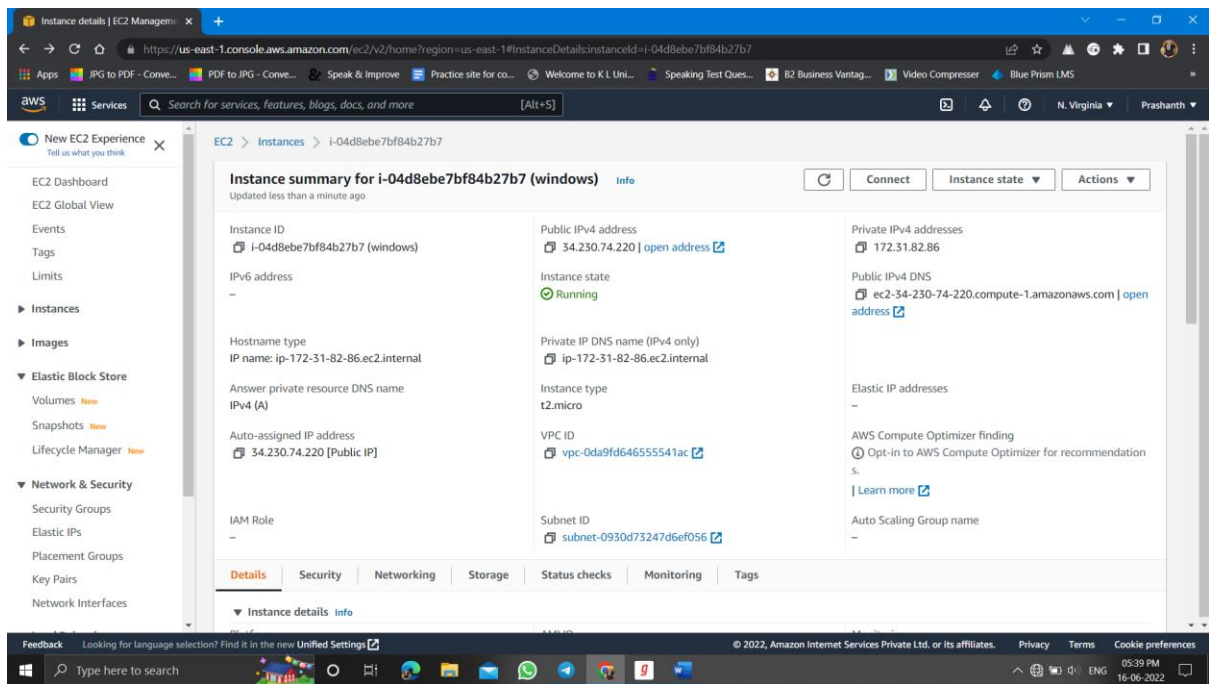 Instance details | EC2 Manageme
https://us-east-1.console.aws.amazon.com/ec2/v2/home?region=us-east-1#InstanceDetails:instanceId=i-04d8ebe7bf84b27b7
Apps JPG to PDF - Conve... PDF to JPG - Conve... Speak & Improve Practice site for co... Welcome to K L Uni... Speaking Test Ques... B2 Business Vantag... Video Compresser Blue Prism LMS »
aws Services Search for services, features, blogs, docs, and more [Alt+S] N. Virginia ▼ Prashanth ▼
New EC2 Experience
Tell us what you think
EC2 Dashboard
EC2 Global View
Events
Tags
Limits
Instances
Images
Elastic Block Store
Volumes New
Snapshots New
Lifecycle Manager New
Network & Security
Security Groups
Elastic IPs
Placement Groups
Key Pairs
Network Interfaces
EC2 > Instances > i-04d8ebe7bf84b27b7
Instance summary for i-04d8ebe7bf84b27b7 (windows) Info
Updated less than a minute ago
Connect Instance state ▼ Actions ▼
Instance ID
i-04d8ebe7bf84b27b7 (windows)
Public IPv4 address
34.230.74.220 | open address
Private IPv4 addresses
172.31.82.86
IPv6 address
–
Instance state
Running
Public IPv4 DNS
ec2-34-230-74-220.compute-1.amazonaws.com | open
address
Hostname type
IP name: ip-172-31-82-86.ec2.internal
Private IP DNS name (IPv4 only)
ip-172-31-82-86.ec2.internal
Answer private resource DNS name
IPv4 (A)
Instance type
t2.micro
Elastic IP addresses
–
Auto-assigned IP address
34.230.74.220 [Public IP]
VPC ID
vpc-0da9fd646555541ac
AWS Compute Optimizer finding
Opt-in to AWS Compute Optimizer for recommendation
s.
| Learn more
IAM Role
–
Subnet ID
subnet-0930d73247d6ef056
Auto Scaling Group name
–
Details Security Networking Storage Status checks Monitoring Tags
Instance details Info
Feedback Looking for language selection? Find it in the new Unified Settings © 2022, Amazon Internet Services Private Ltd. or its affiliates. Privacy Terms Cookie preferences
Type here to search
ENG
05:39 PM
16-06-2022